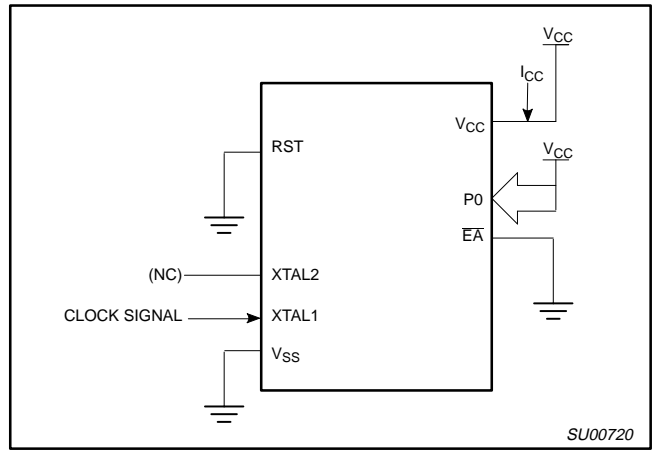 VCC
ICC
VCC
RST
VCC
P0
EA
(NC)
XTAL2
CLOCK SIGNAL
XTAL1
VSS
SU00720